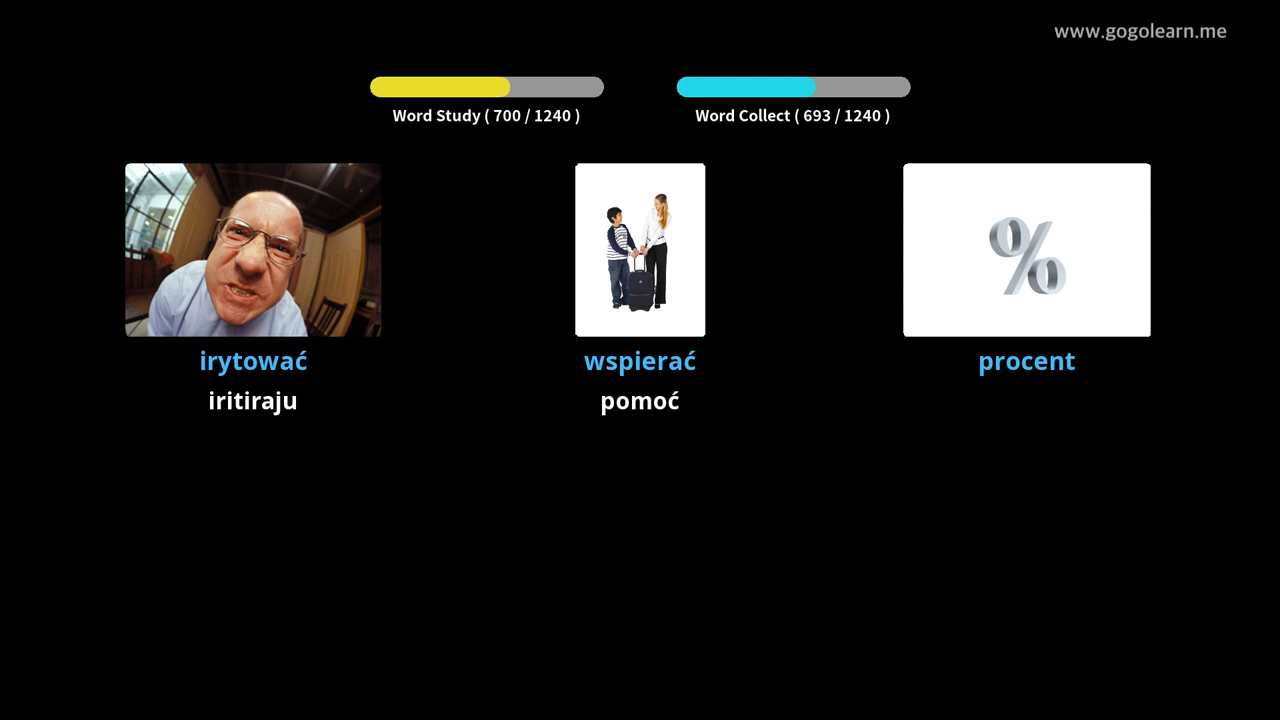 www.gogolearn.me
Word Study ( 700 / 1240 )
Word Collect ( 693 / 1240 )
%
irytować
wspierać
procent
iritiraju
pomoć